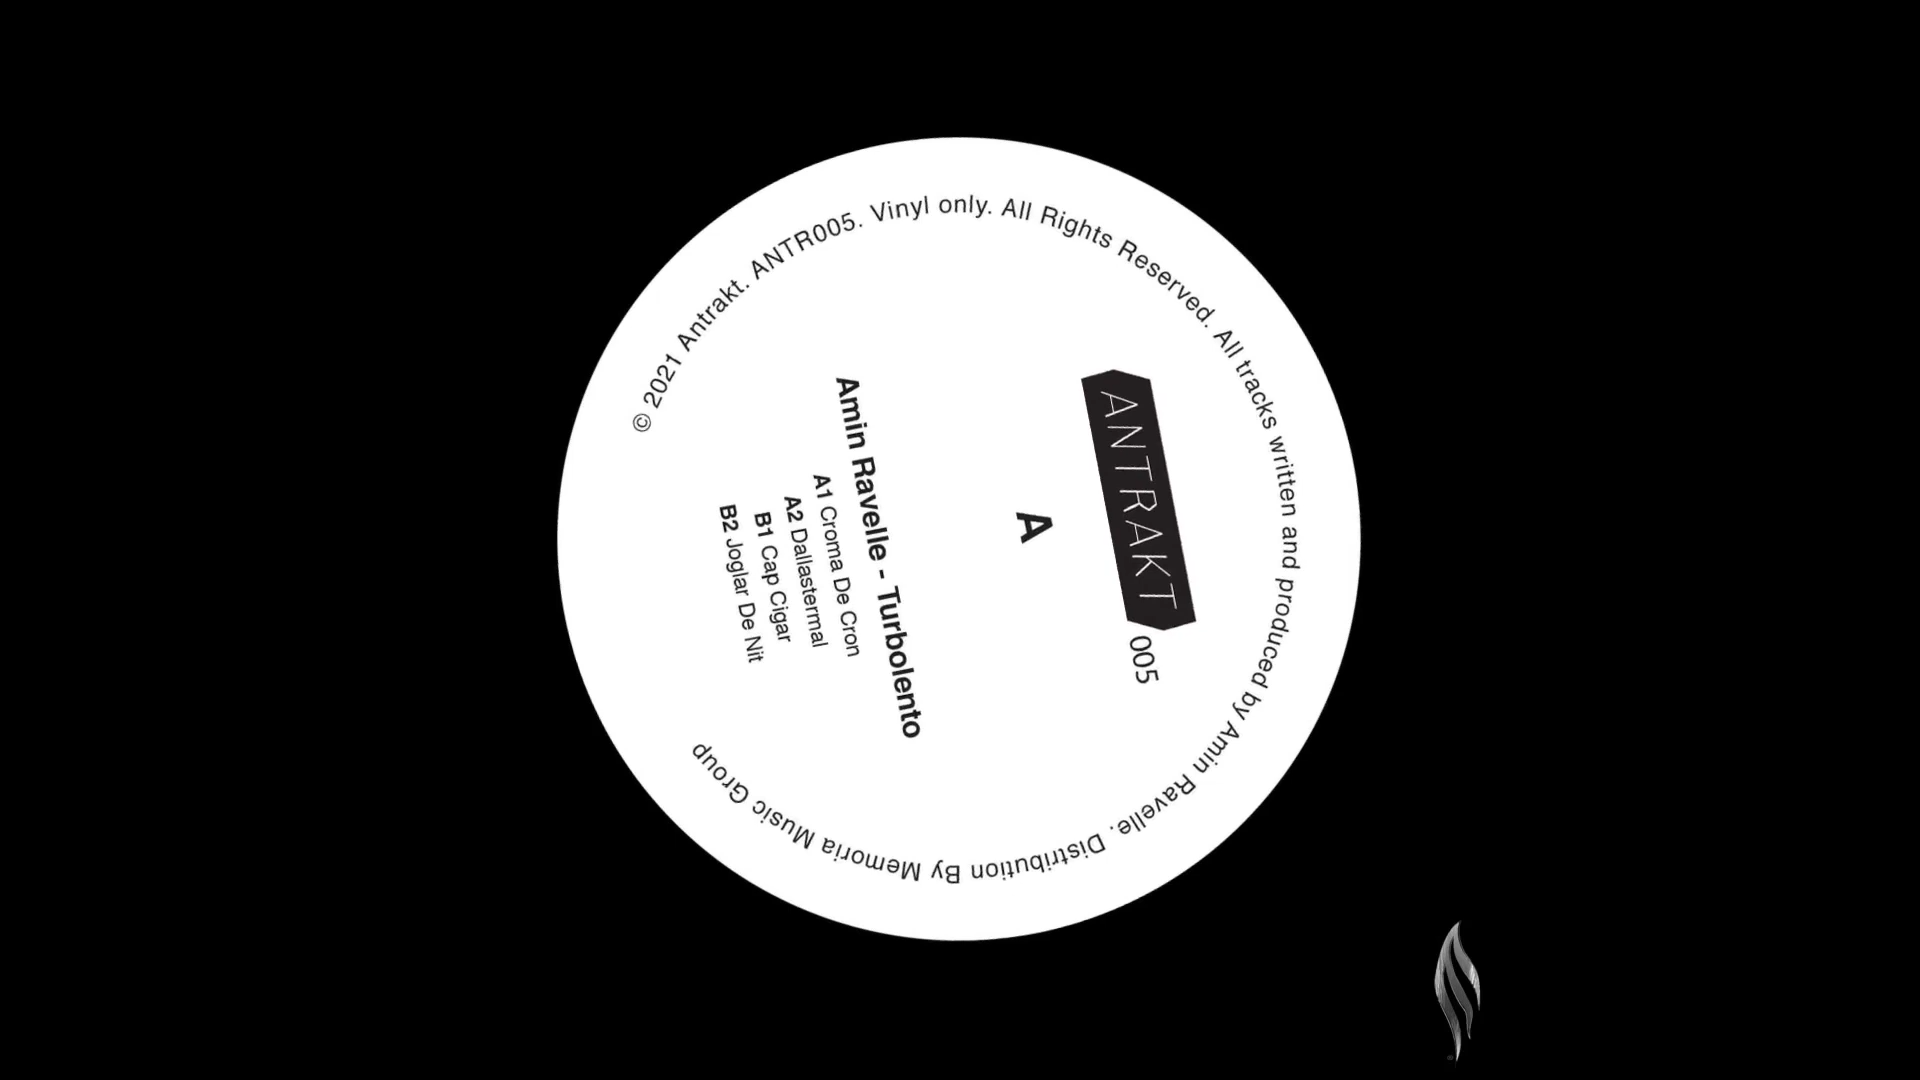 ANTRAKT 005
A
Amin Ravelle - Turbolento
A1 Croma De Cron
A2 Dallastermal
B1 Cap Cigar
B2 Joglar De Nit
© 2021 Antrakt. ANTR005. Vinyl only. All Rights Reserved. All tracks written and produced by Amin Ravelle. Distribution By Memoria Music Group